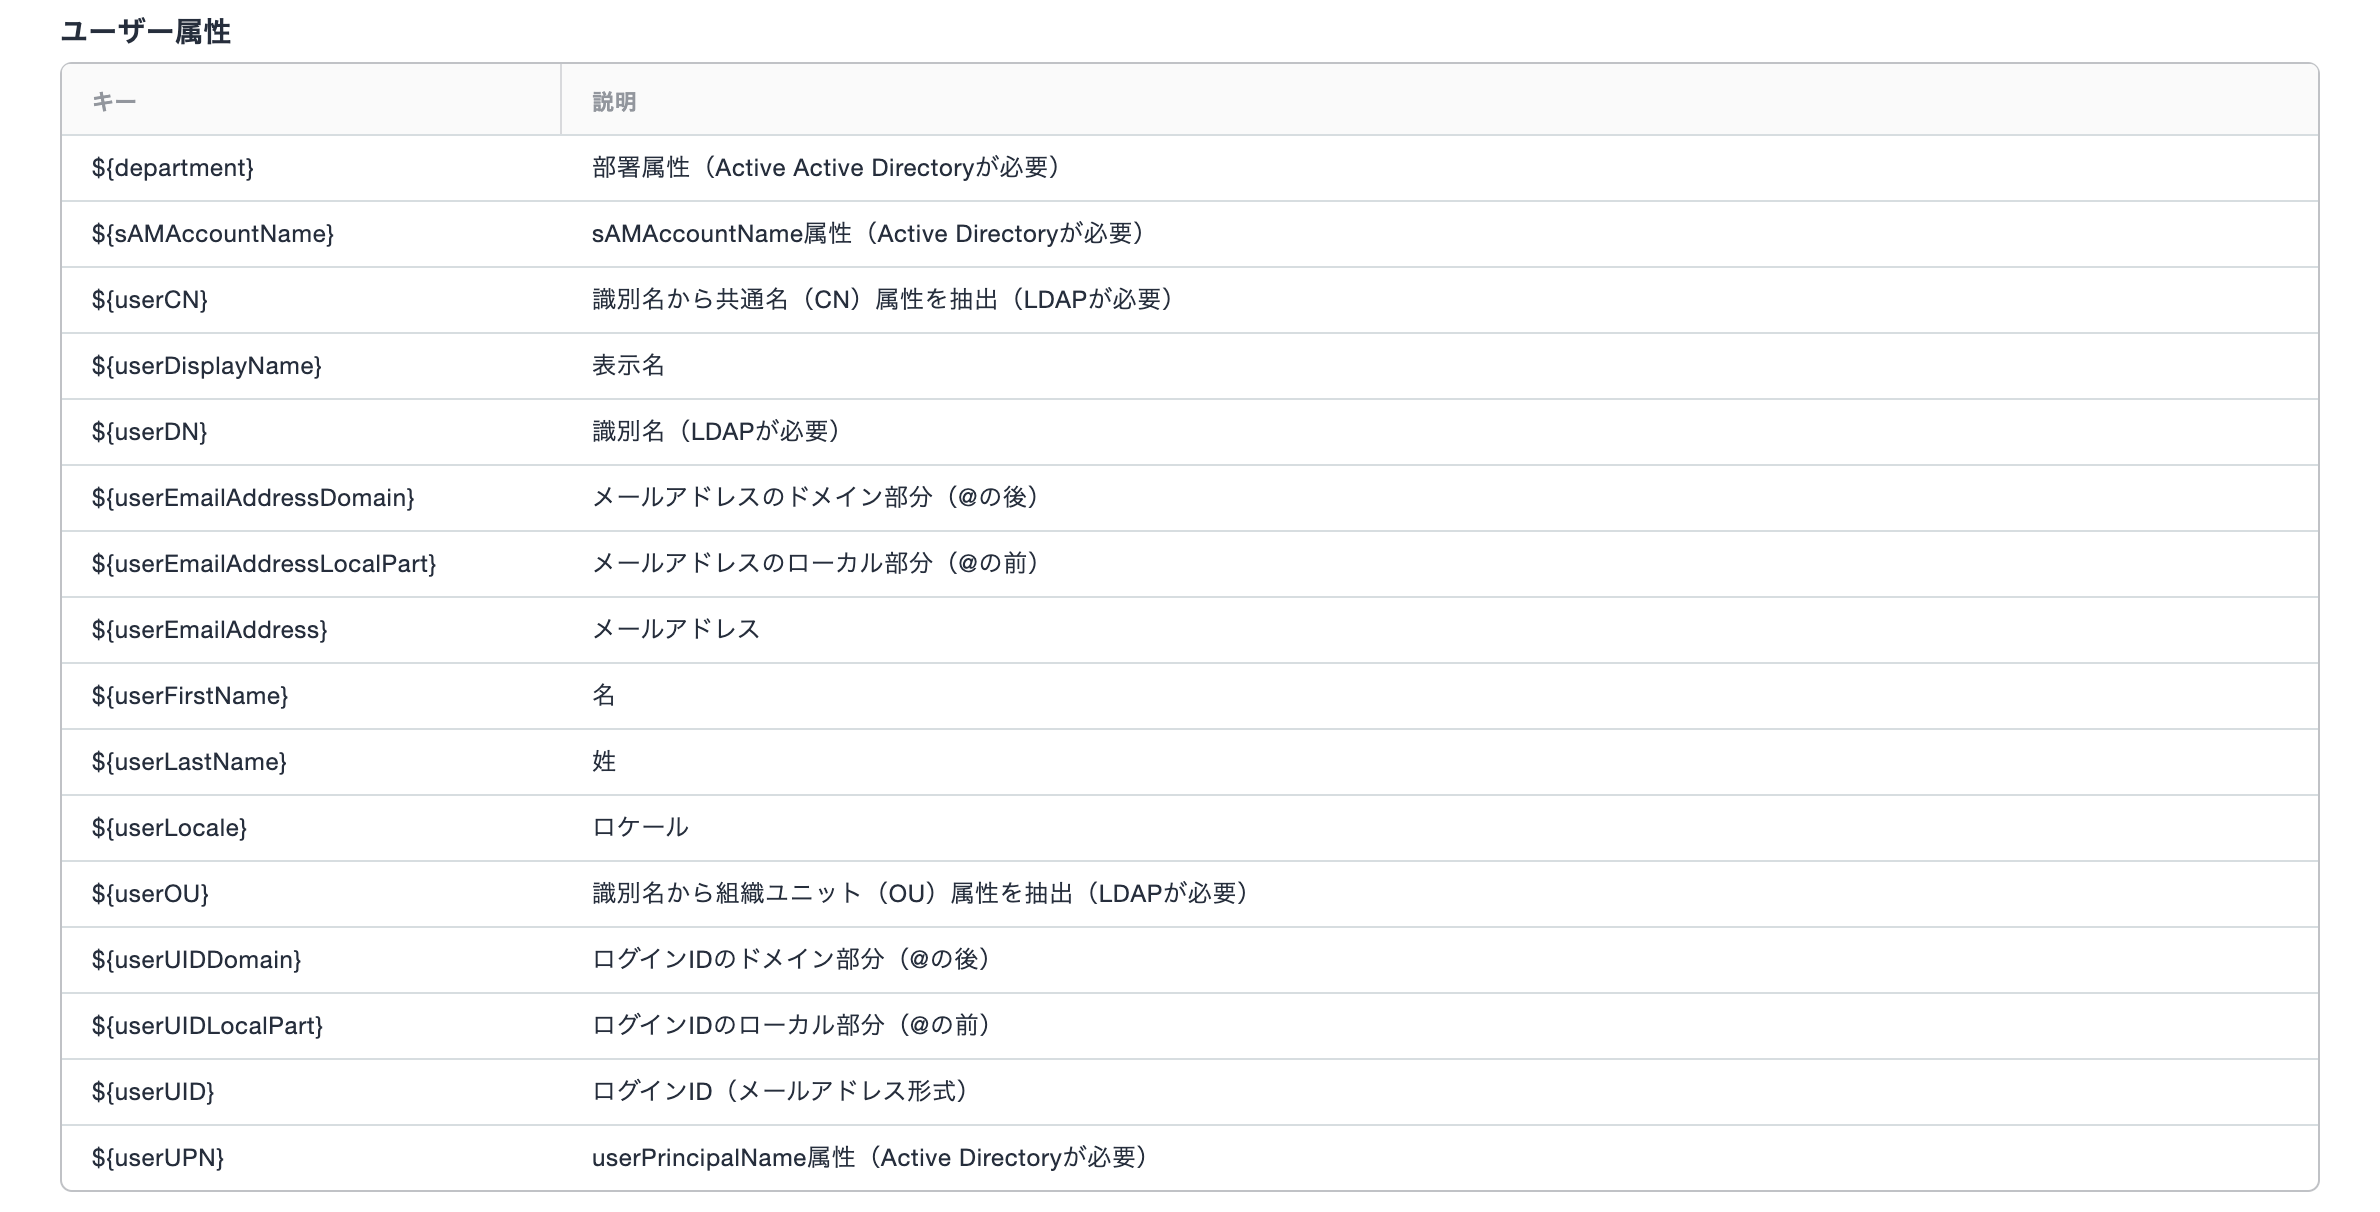 ユーザー属性
キー 説明
${department} 部署属性（Active Active Directoryが必要）
${sAMAccountName} sAMAccountName属性（Active Directoryが必要）
${userCN} 識別名から共通名（CN）属性を抽出（LDAPが必要）
${userDisplayName} 表示名
${userDN} 識別名（LDAPが必要）
${userEmailAddressDomain} メールアドレスのドメイン部分（@の後）
${userEmailAddressLocalPart} メールアドレスのローカル部分（@の前）
${userEmailAddress} メールアドレス
${userFirstName} 名
${userLastName} 姓
${userLocale} ロケール
${userOU} 識別名から組織ユニット（OU）属性を抽出（LDAPが必要）
${userUIDDomain} ログインIDのドメイン部分（@の後）
${userUIDLocalPart} ログインIDのローカル部分（@の前）
${userUID} ログインID（メールアドレス形式）
${userUPN} userPrincipalName属性（Active Directoryが必要）